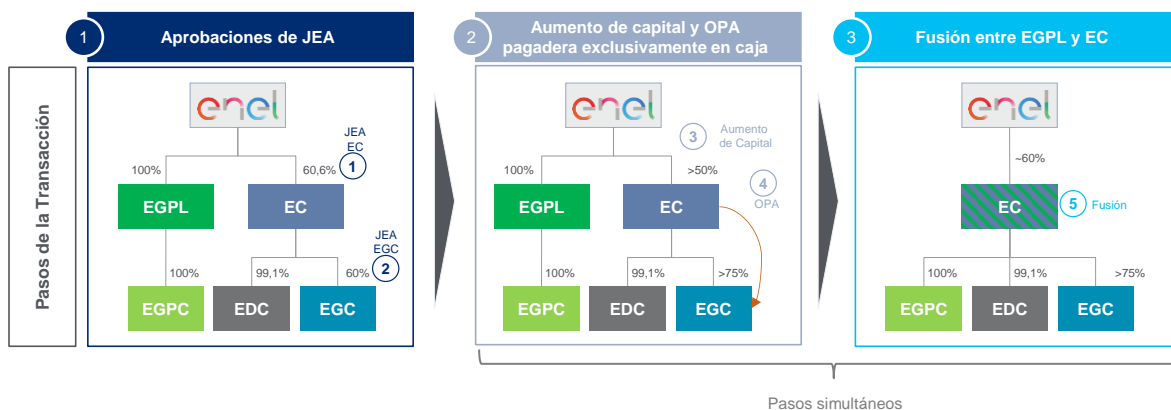 1
Aprobaciones de JEA
2
Aumento de capital y OPA
pagadera exclusivamente en caja
3
Fusión entre EGPL y EC
Pasos de la Transacción
enel
JEA
EC
1
100%
60,6%
EGPL
EC
JEA
EGC
2
100%
99,1%
60%
EGPC
EDC
EGC
enel
3
Aumento
de Capital
100%
>50%
4
OPA
EGPL
EC
100%
99,1%
>75%
EGPC
EDC
EGC
enel
~60%
EC
5
Fusión
100%
99,1%
>75%
EGPC
EDC
EGC
Pasos simultáneos